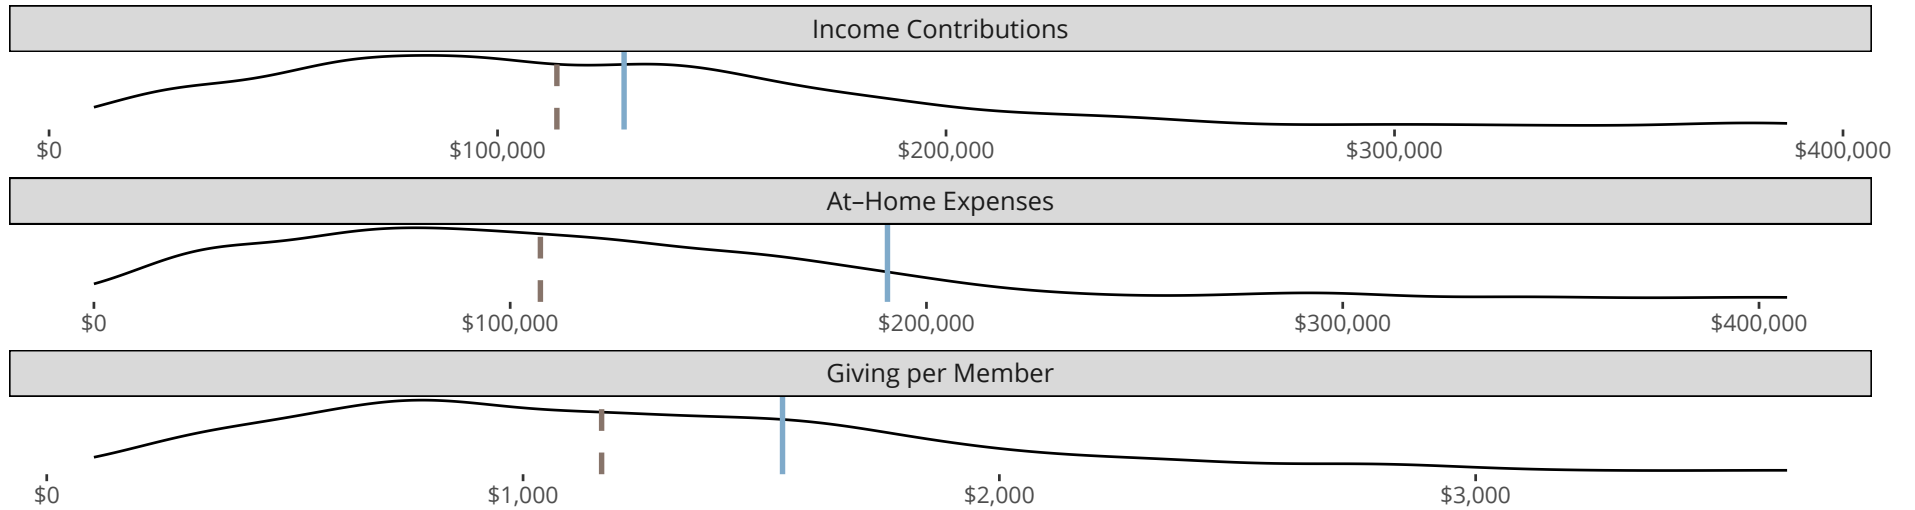 Income Contributions
$0 $100,000 $200,000 $300,000 $400,000
At–Home Expenses
$0 $100,000 $200,000 $300,000 $400,000
Giving per Member
$0 $1,000 $2,000 $3,000